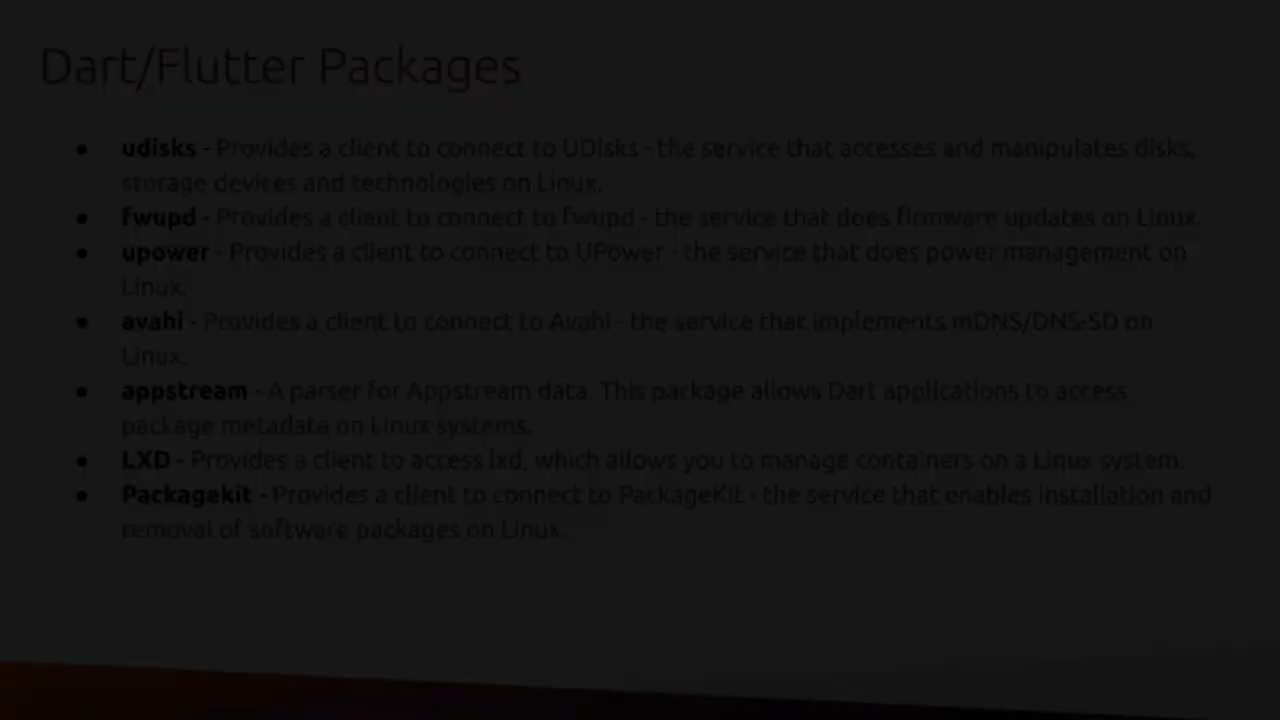 Dart/Flutter Packages
● udisks - Provides a client to connect to UDisks - the service that accesses and manipulates disks,
storage devices and technologies on Linux.
● fwupd - Provides a client to connect to fwupd - the service that does firmware updates on Linux.
● upower - Provides a client to connect to UPower - the service that does power management on
Linux.
● avahi - Provides a client to connect to Avahi - the service that implements mDNS/DNS-SD on
Linux.
● appstream - A parser for Appstream data. This package allows Dart applications to access
package metadata on Linux systems.
● LXD - Provides a client to access lxd, which allows you to manage containers on a Linux system.
● Packagekit - Provides a client to connect to PackageKit - the service that enables installation and
removal of software packages on Linux.